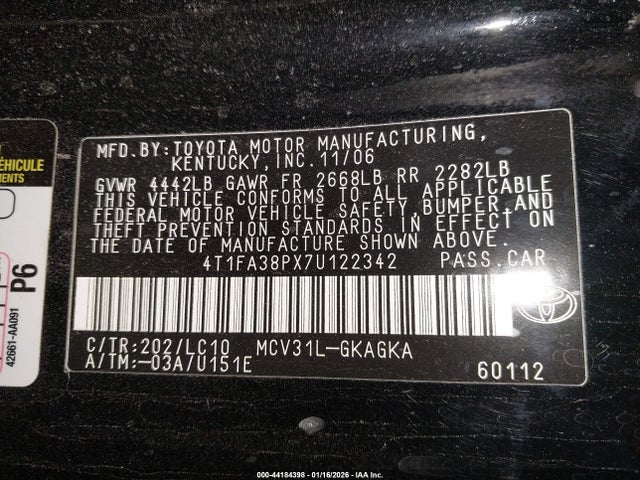 ÉHICULE
P6
42661-AA091
MFD.BY:TOYOTA MOTOR MANUFACTURING,
KENTUCKY,INC.11/06
GVWR 4442LB GAWR FR 2668LB RR 2282LB
THIS VEHICLE CONFORMS TO ALL APPLICABLE
FEDERAL MOTOR VEHICLE SAFETY,BUMPER,AND
THEFT PREVENTION STANDARDS IN EFFECT ON
THE DATE OF MANUFACTURE SHOWN ABOVE.
4T1FA38PX7U122342 PASS.CAR
C/TR:202/LC10 MCV31L-GKAGKA
A/TM:-03A/U151E
60112
000-44184398 - 01/16/2026 - IAA Inc.